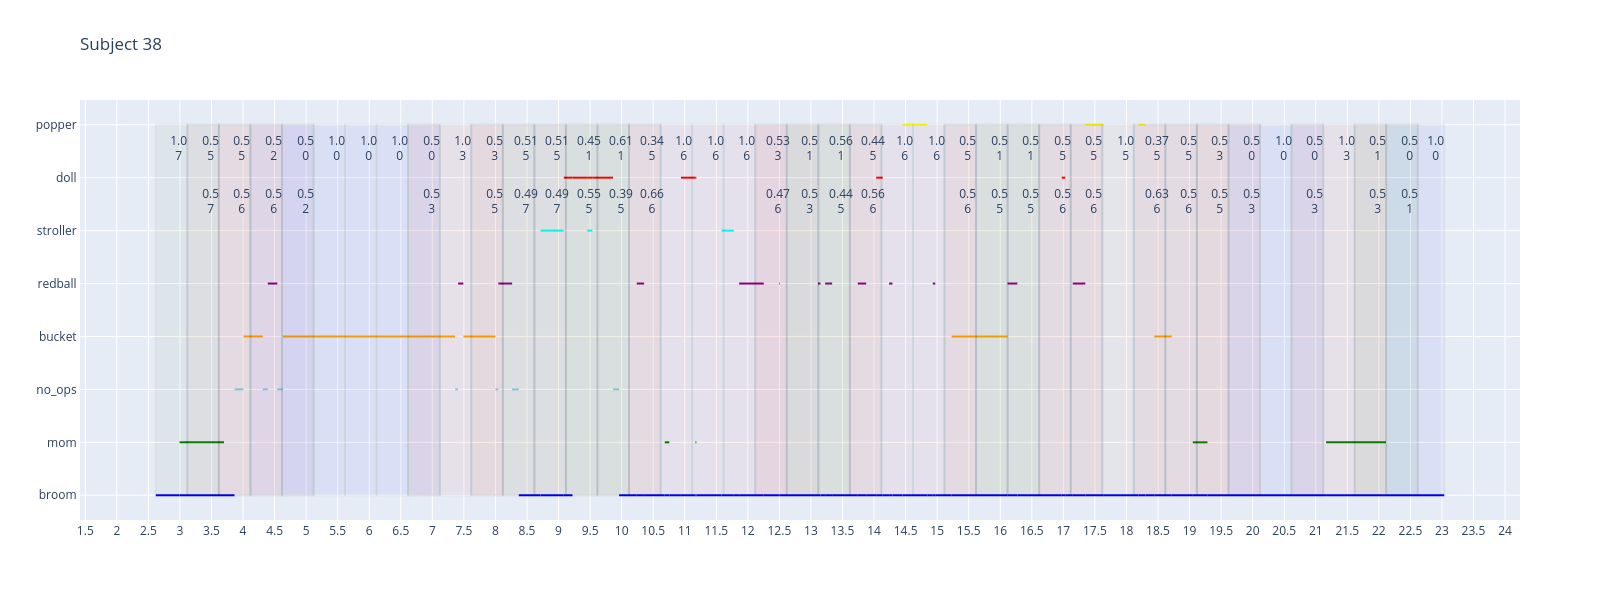 Subject 38
popper
1.0 0.5 0.5 0.5 0.5 1.0 1.0 1.0 0.5 1.0 0.5 0.51 0.51 0.45 0.61 0.34 1.0 1.0 1.0 0.53 0.5 0.56 0.44 1.0 1.0 0.5 0.5 0.5 0.5 0.5 1.0 0.37 0.5 0.5 0.5 1.0 0.5 1.0 0.5 0.5 1.0
7 5 5 2 0 0 0 0 0 3 3 5 5 1 1 5 6 6 6 3 1 1 5 6 6 5 1 1 5 5 5 5 5 3 0 0 0 3 1 0 0
doll
0.5 0.5 0.5 0.5 0.5 0.5 0.49 0.49 0.55 0.39 0.66 0.47 0.5 0.44 0.56 0.5 0.5 0.5 0.5 0.5 0.63 0.5 0.5 0.5 0.5 0.5 0.5
7 6 6 2 3 5 7 7 5 5 6 6 3 5 6 6 5 5 6 6 6 6 5 3 3 3 1
stroller
redball
bucket
no_ops
mom
broom
1.5 2 2.5 3 3.5 4 4.5 5 5.5 6 6.5 7 7.5 8 8.5 9 9.5 10 10.5 11 11.5 12 12.5 13 13.5 14 14.5 15 15.5 16 16.5 17 17.5 18 18.5 19 19.5 20 20.5 21 21.5 22 22.5 23 23.5 24